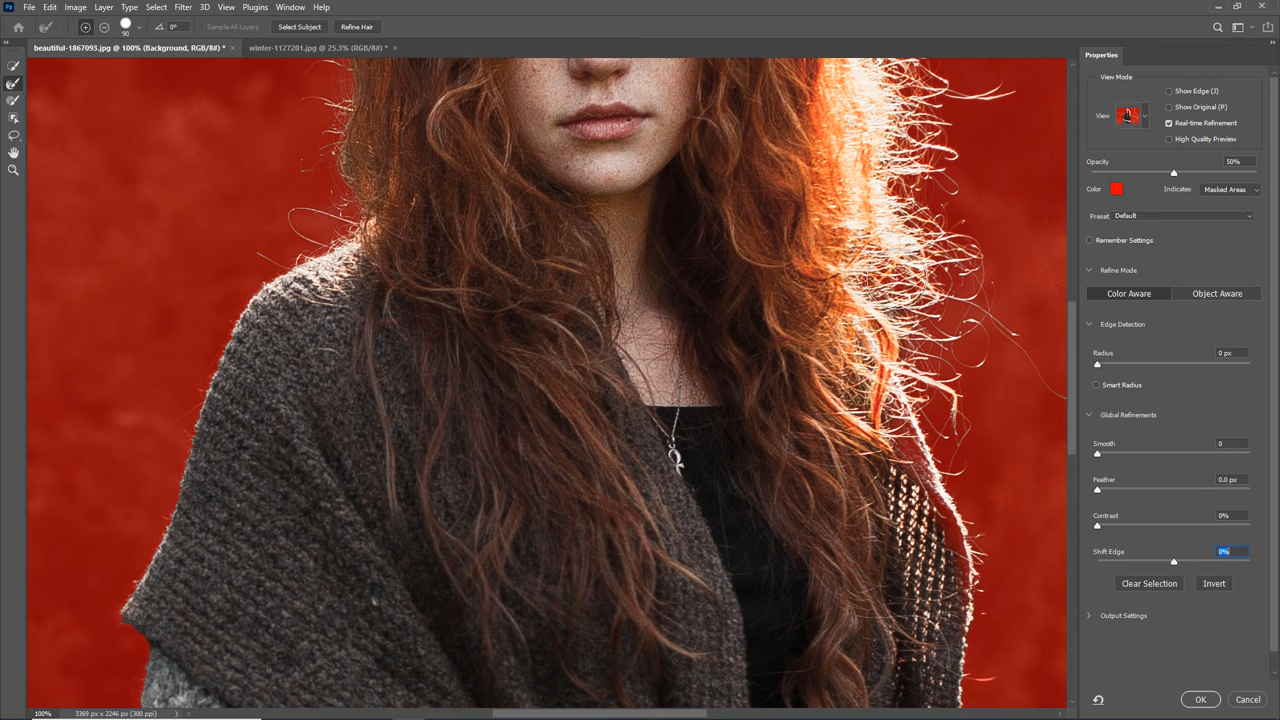 Ps File Edit Image Layer Type Select Filter 3D View Plugins Window Help
90 0° Sample All Layers Select Subject Refine Hair
beautiful-1867093.jpg @ 100% (Background, RGB/8#) * × winter-1127201.jpg @ 25.3% (RGB/8#) * ×
Properties
View Mode
Show Edge (J)
View Show Original (P)
Real-time Refinement
High Quality Preview
Opacity 50%
Color Indicates Masked Areas
Preset Default
Remember Settings
Refine Mode
Color Aware Object Aware
Edge Detection
Radius 0 px
Smart Radius
Global Refinements
Smooth 0
Feather 0.0 px
Contrast 0%
Shift Edge 0%
Clear Selection Invert
Output Settings
OK Cancel
100% 3369 px x 2246 px (300 ppi)